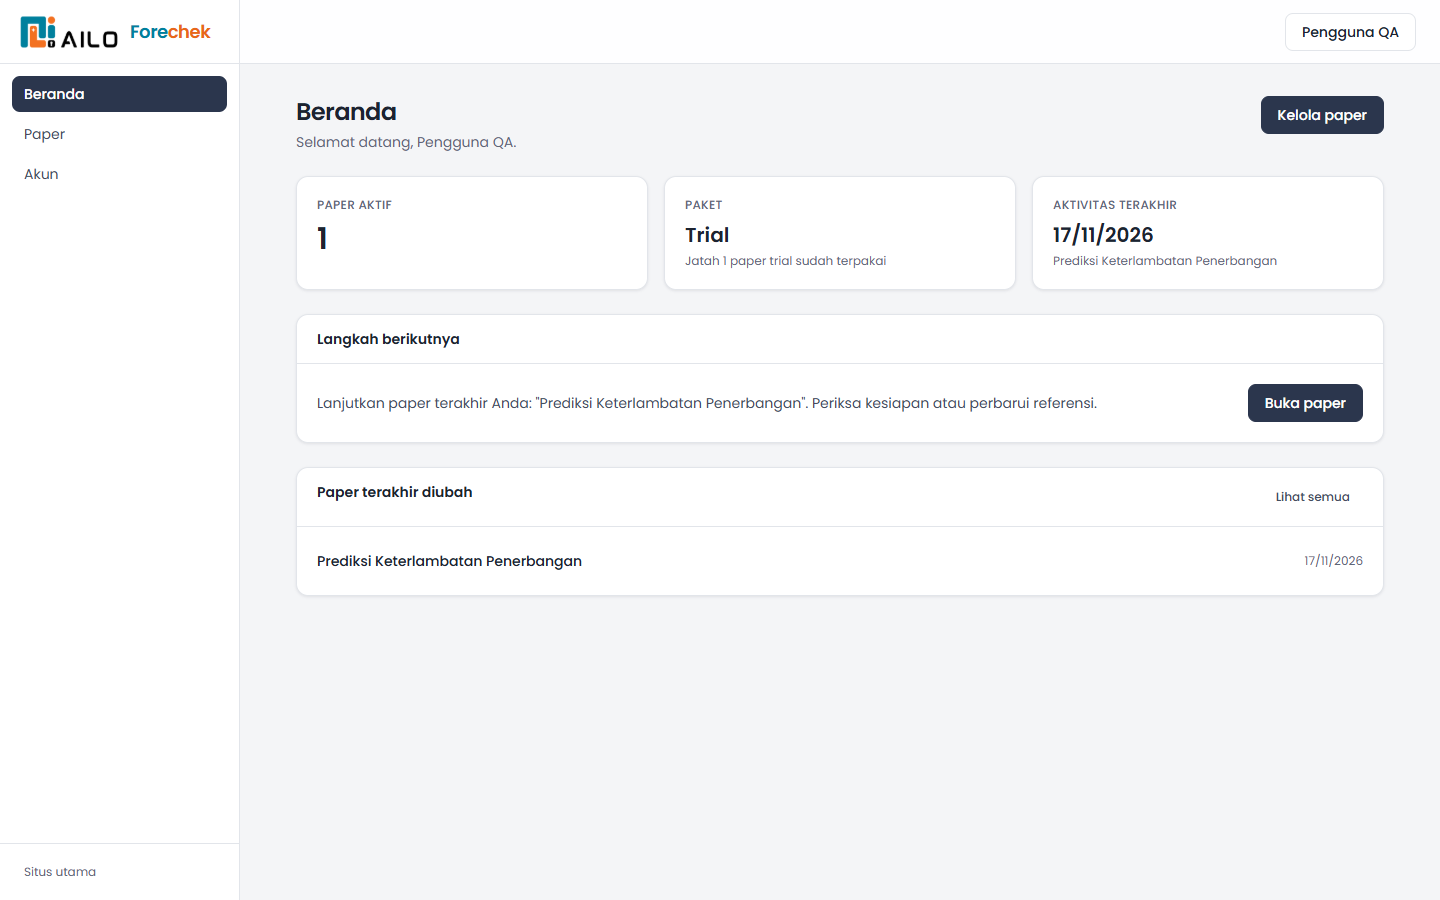 AILO Forechek
Pengguna QA
Beranda
Paper
Akun
Situs utama
Beranda
Selamat datang, Pengguna QA.
Kelola paper
PAPER AKTIF
1
PAKET
Trial
Jatah 1 paper trial sudah terpakai
AKTIVITAS TERAKHIR
17/11/2026
Prediksi Keterlambatan Penerbangan
Langkah berikutnya
Lanjutkan paper terakhir Anda: "Prediksi Keterlambatan Penerbangan". Periksa kesiapan atau perbarui referensi.
Buka paper
Paper terakhir diubah
Lihat semua
Prediksi Keterlambatan Penerbangan
17/11/2026